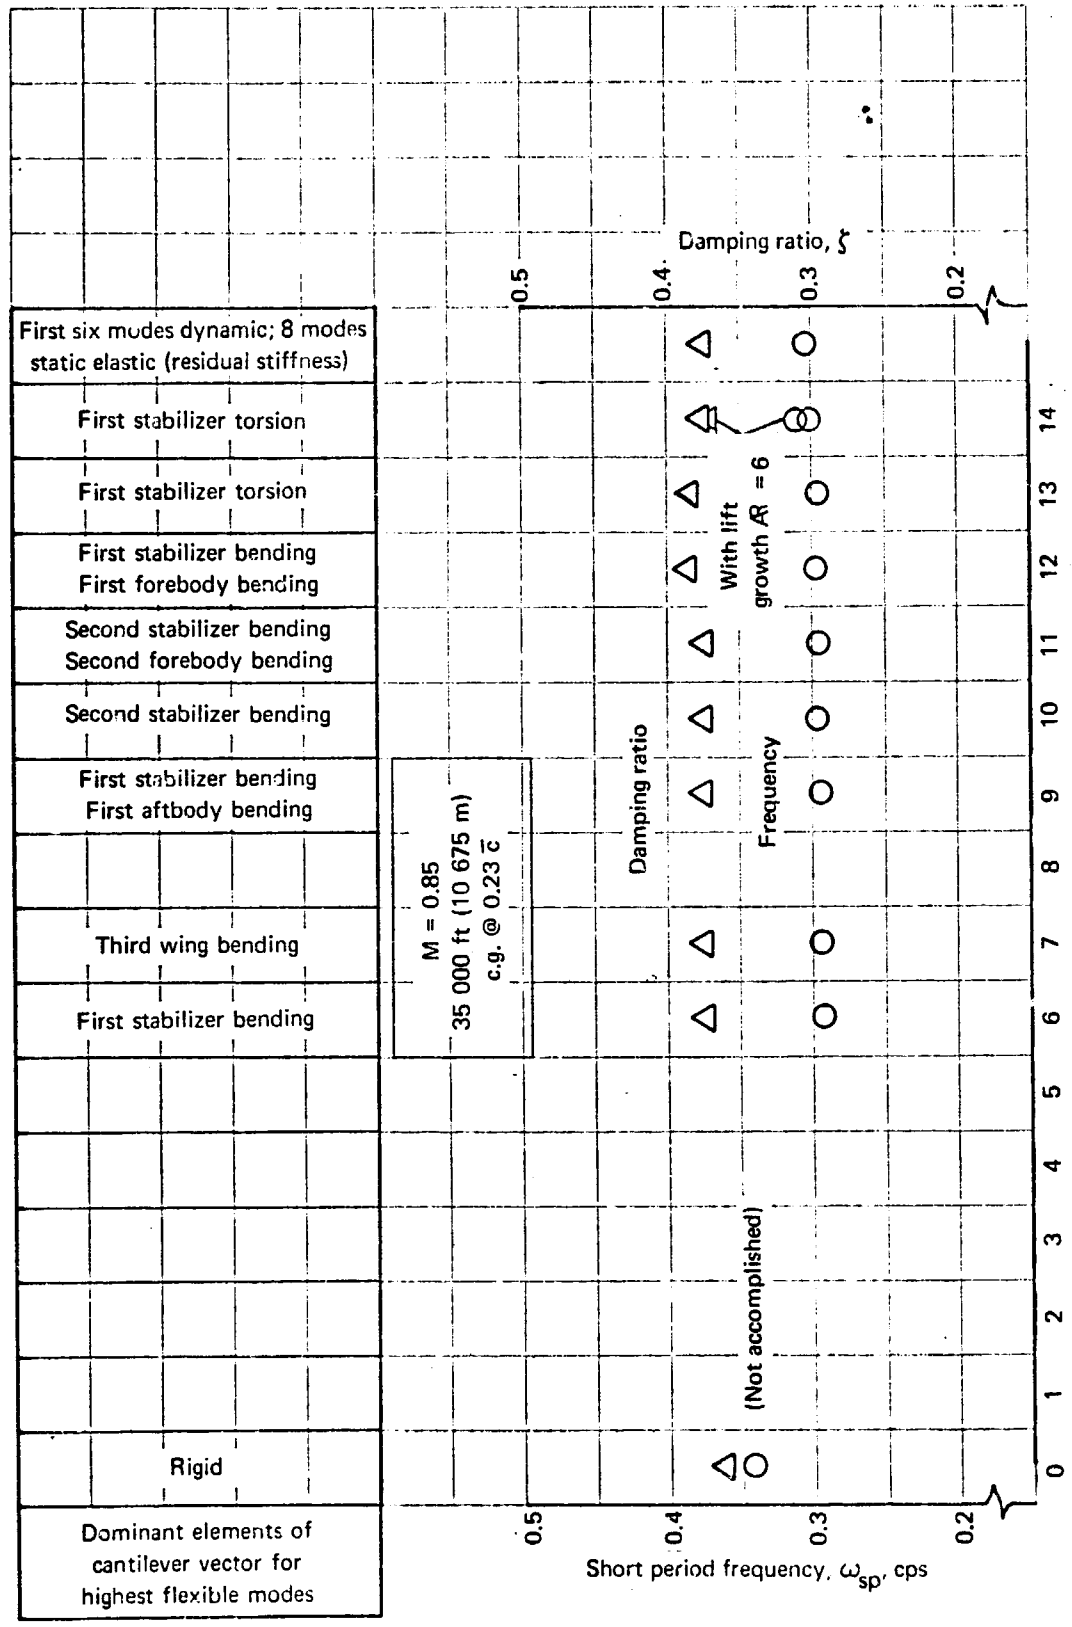 Damping ratio, ζ
0.5
0.4
0.3
0.2
First six modes dynamic; 8 modes
static elastic (residual stiffness)
First stabilizer torsion
First stabilizer torsion
First stabilizer bending
First forebody bending
Second stabilizer bending
Second forebody bending
Second stabilizer bending
First stabilizer bending
First aftbody bending
Third wing bending
First stabilizer bending
Rigid
Dominant elements of
cantilever vector for
highest flexible modes
M = 0.85
35 000 ft (10 675 m)
c.g. @ 0.23 c̅
Damping ratio
Frequency
With lift
growth AR = 6
(Not accomplished)
14
13
12
11
10
9
8
7
6
5
4
3
2
1
0
0.5
0.4
0.3
0.2
Short period frequency, ωsp, cps